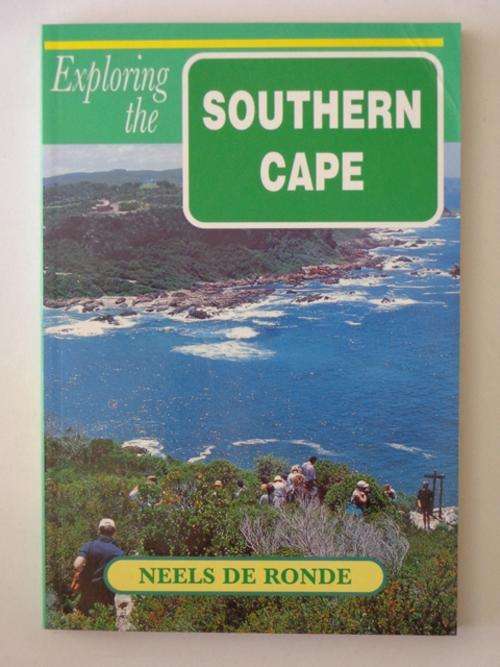 Exploring
the
SOUTHERN
CAPE
NEELS DE RONDE